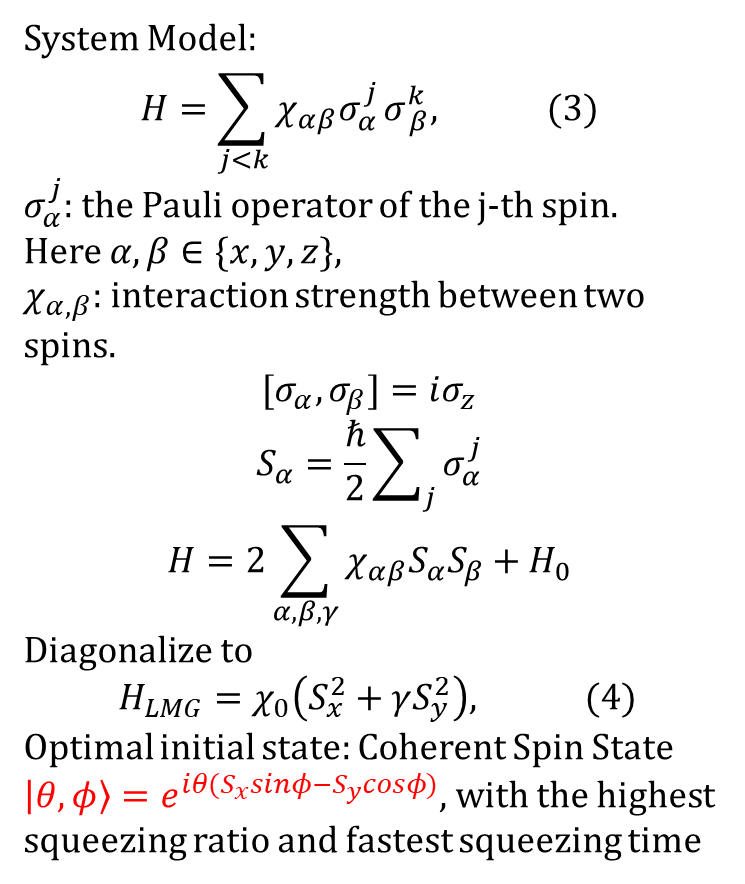 System Model:
H = ∑_{j<k} χ_{αβ} σ_α^j σ_β^k, (3)
σ_α^j: the Pauli operator of the j-th spin.
Here α, β ∈ {x, y, z},
χ_{α,β}: interaction strength between two
spins.
[σ_α, σ_β] = iσ_z
S_α = ℏ/2 ∑_j σ_α^j
H = 2 ∑_{α,β,γ} χ_{αβ} S_α S_β + H_0
Diagonalize to
H_{LMG} = χ_0(S_x^2 + γS_y^2), (4)
Optimal initial state: Coherent Spin State
|θ, ϕ⟩ = e^{iθ(S_x sinϕ−S_y cosϕ)}, with the highest
squeezing ratio and fastest squeezing time